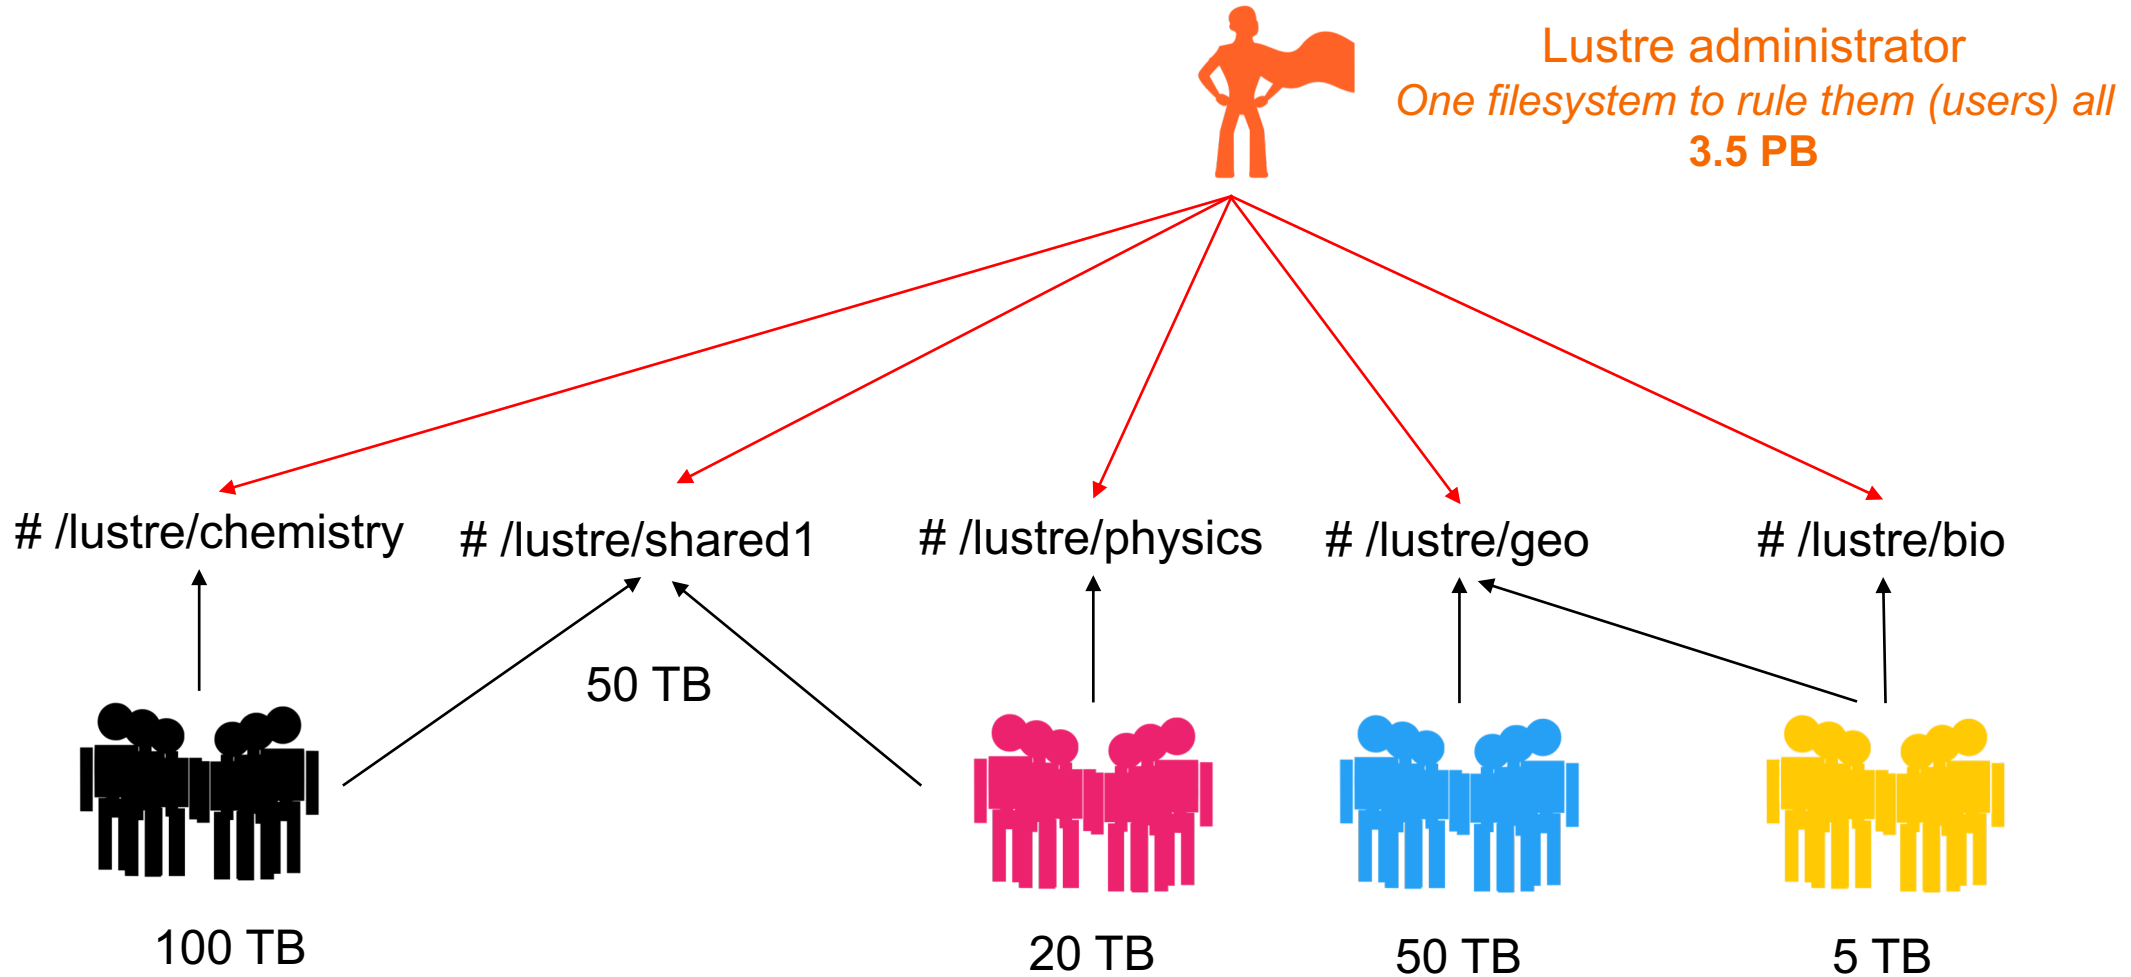 Lustre administrator
One filesystem to rule them (users) all
3.5 PB
# /lustre/chemistry
# /lustre/shared1
# /lustre/physics
# /lustre/geo
# /lustre/bio
50 TB
100 TB
20 TB
50 TB
5 TB